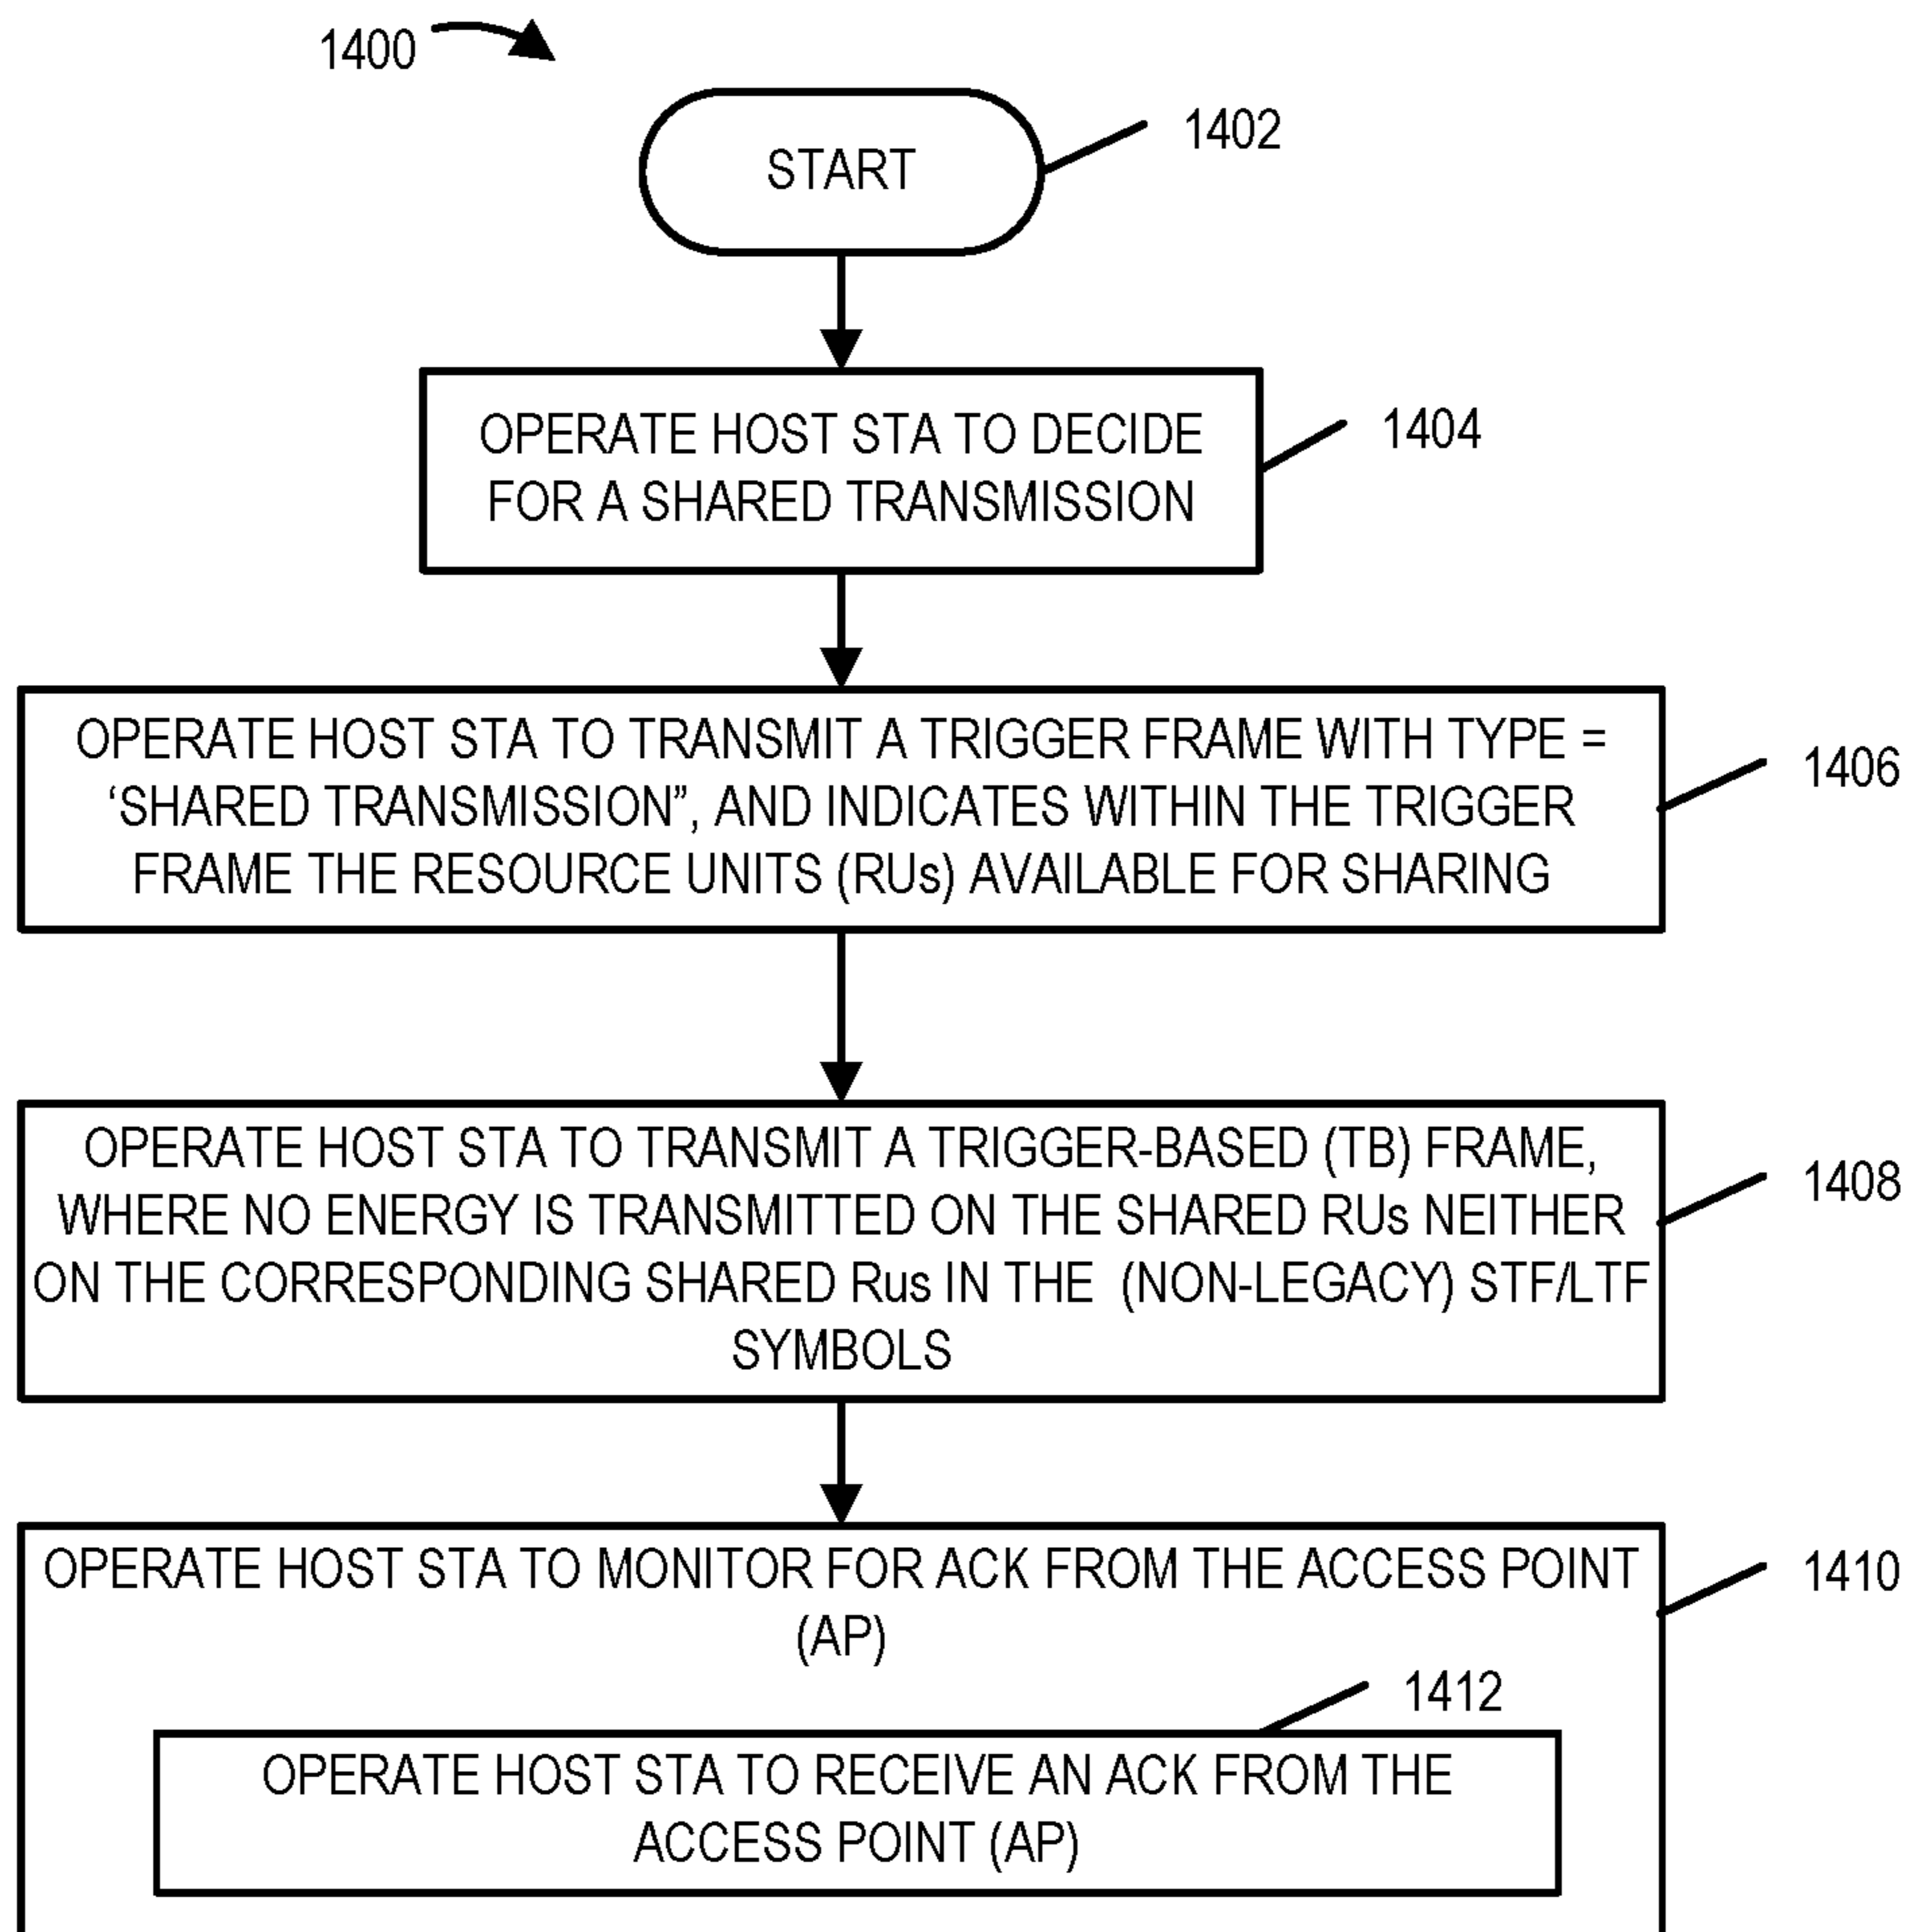 1400
1402
START
OPERATE HOST STA TO DECIDE
FOR A SHARED TRANSMISSION
1404
OPERATE HOST STA TO TRANSMIT A TRIGGER FRAME WITH TYPE =
‘SHARED TRANSMISSION”, AND INDICATES WITHIN THE TRIGGER
FRAME THE RESOURCE UNITS (RUs) AVAILABLE FOR SHARING
1406
OPERATE HOST STA TO TRANSMIT A TRIGGER-BASED (TB) FRAME,
WHERE NO ENERGY IS TRANSMITTED ON THE SHARED RUs NEITHER
ON THE CORRESPONDING SHARED Rus IN THE (NON-LEGACY) STF/LTF
SYMBOLS
1408
OPERATE HOST STA TO MONITOR FOR ACK FROM THE ACCESS POINT
(AP)
1410
1412
OPERATE HOST STA TO RECEIVE AN ACK FROM THE
ACCESS POINT (AP)